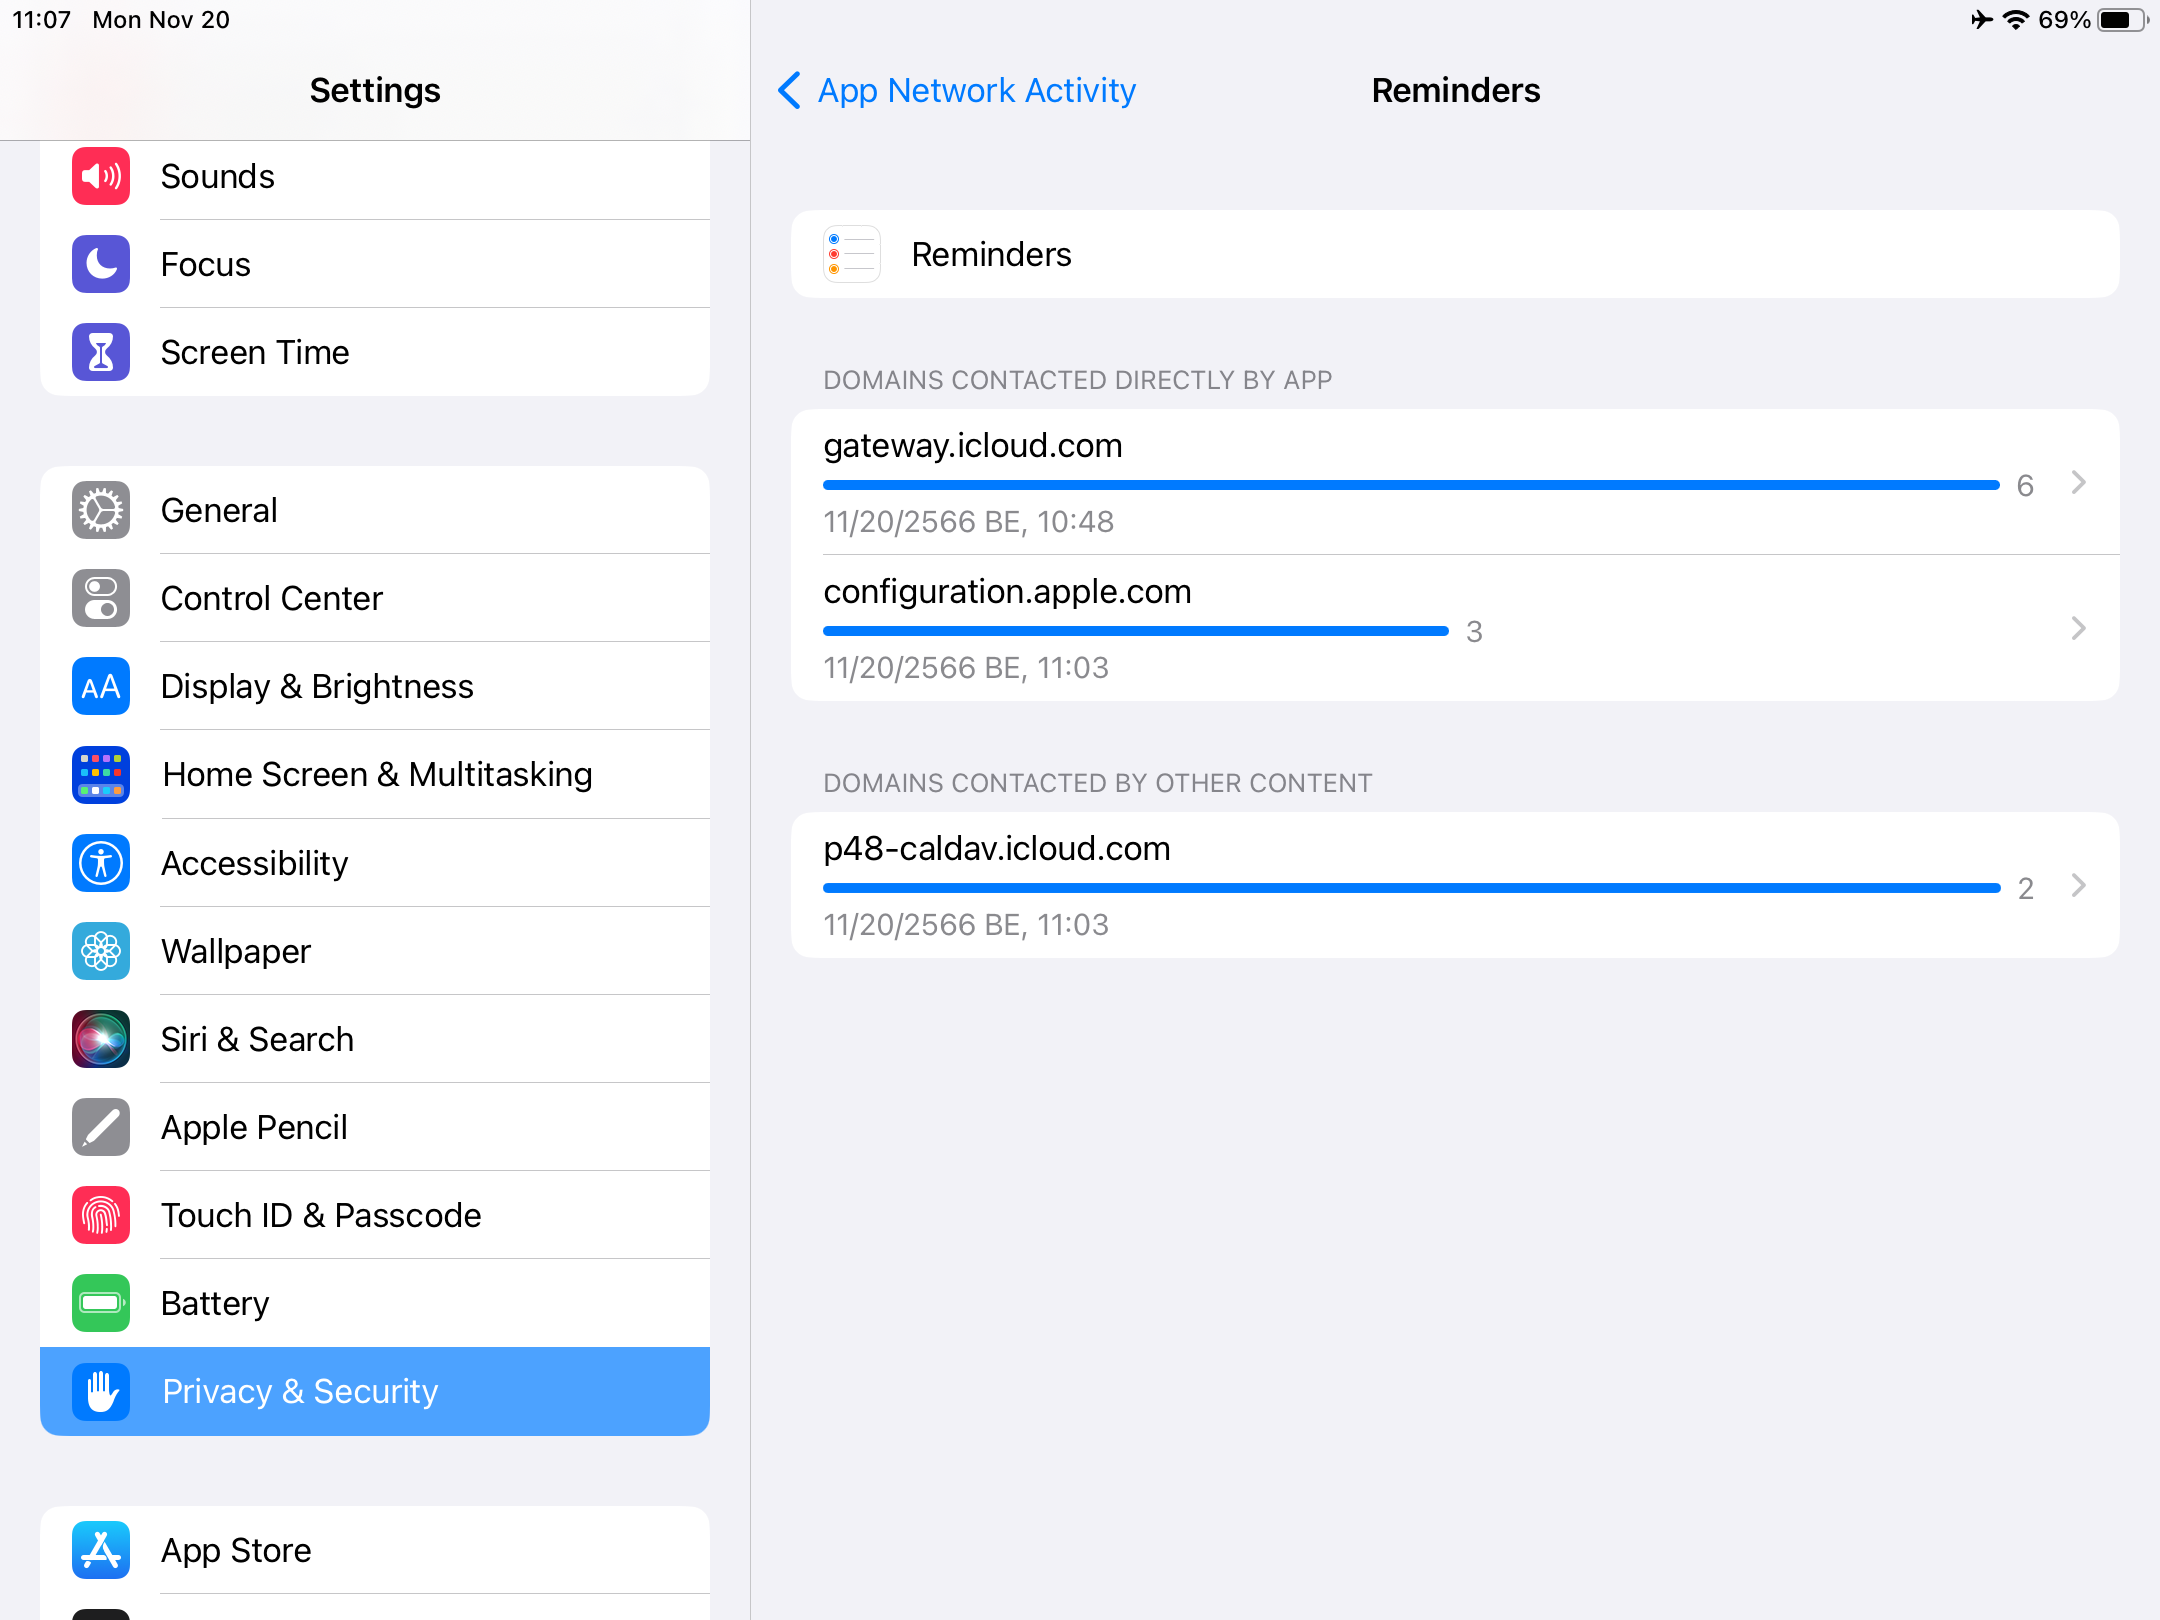 11:07 Mon Nov 20
69%
Settings
Sounds
Focus
Screen Time
General
Control Center
AA Display & Brightness
Home Screen & Multitasking
Accessibility
Wallpaper
Siri & Search
Apple Pencil
Touch ID & Passcode
Battery
Privacy & Security
App Store
App Network Activity
Reminders
Reminders
DOMAINS CONTACTED DIRECTLY BY APP
gateway.icloud.com
6
11/20/2566 BE, 10:48
configuration.apple.com
3
11/20/2566 BE, 11:03
DOMAINS CONTACTED BY OTHER CONTENT
p48-caldav.icloud.com
2
11/20/2566 BE, 11:03